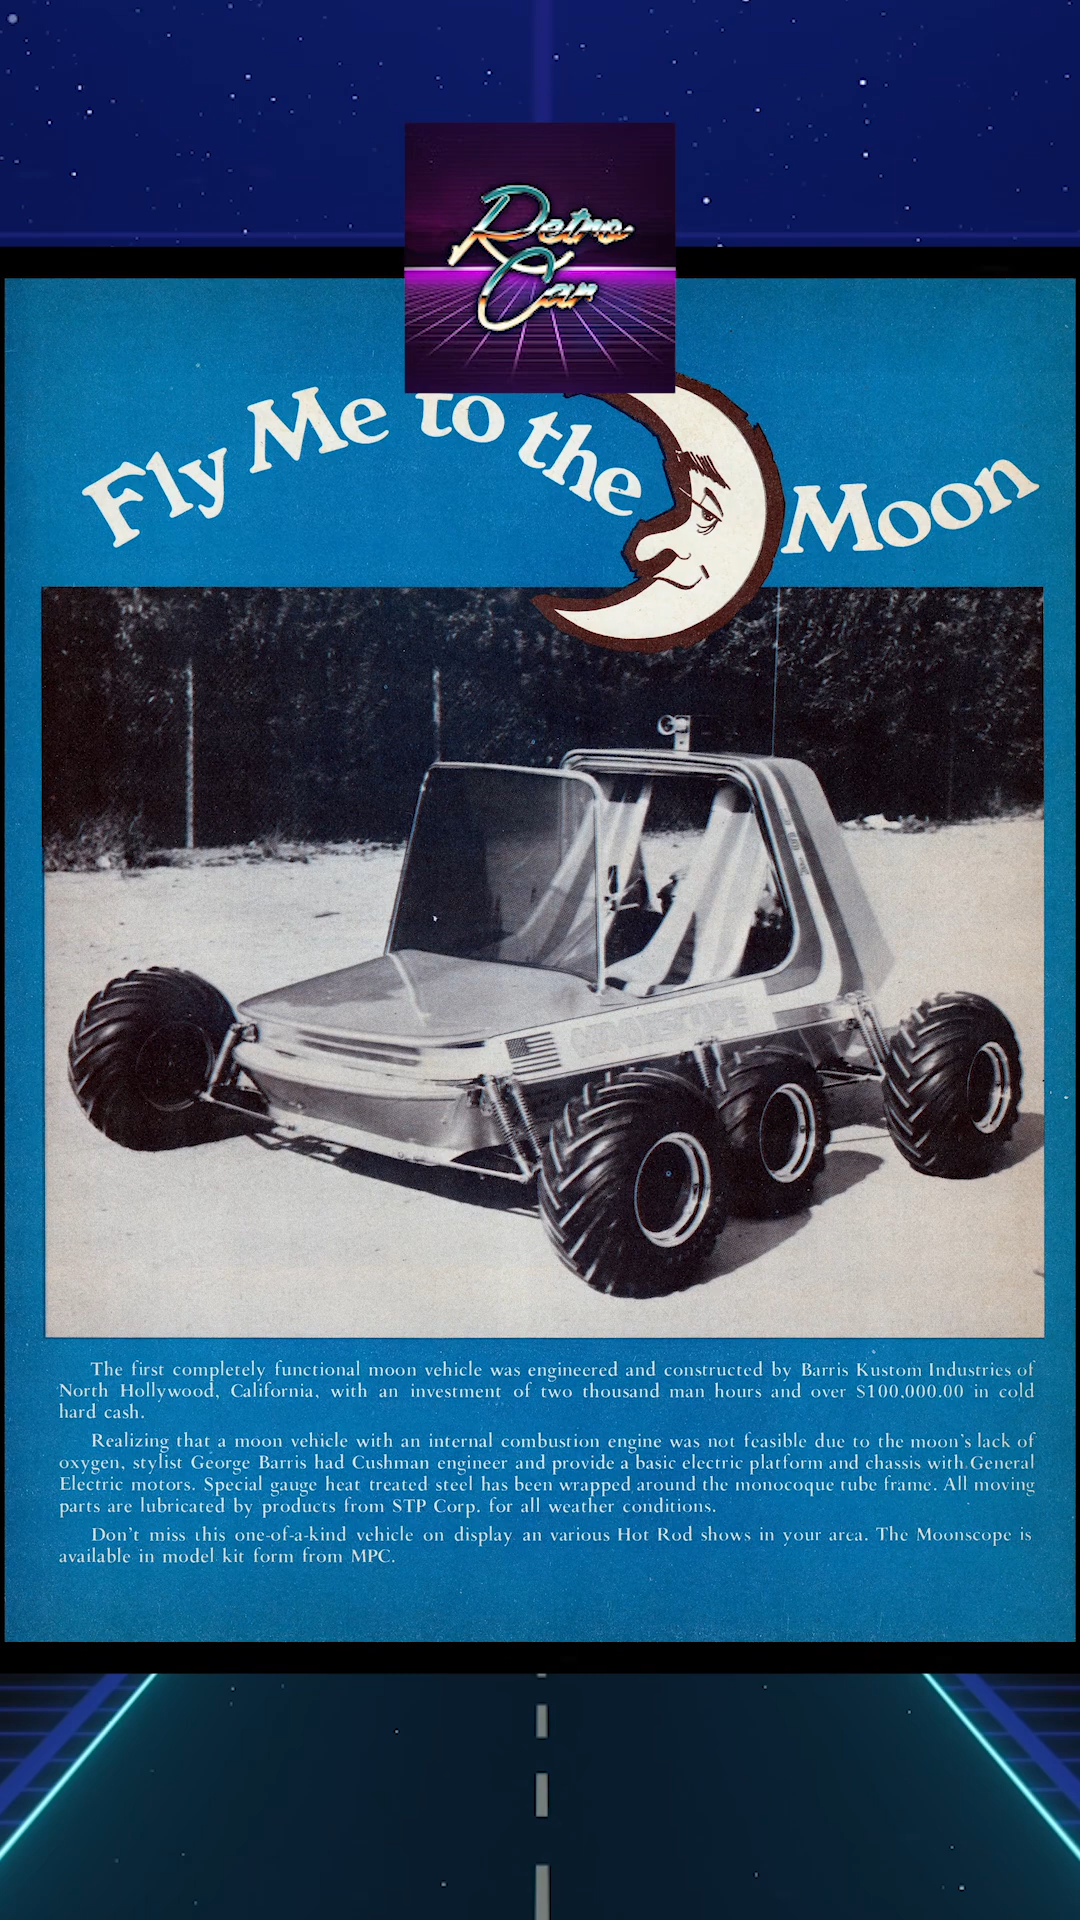 Retro
Car
Fly Me to the Moon
MOONSCOPE
The first completely functional moon vehicle was engineered and constructed by Barris Kustom Industries of
North Hollywood, California, with an investment of two thousand man hours and over $100,000.00 in cold
hard cash.
Realizing that a moon vehicle with an internal combustion engine was not feasible due to the moon's lack of
oxygen, stylist George Barris had Cushman engineer and provide a basic electric platform and chassis with General
Electric motors. Special gauge heat treated steel has been wrapped around the monocoque tube frame. All moving
parts are lubricated by products from STP Corp. for all weather conditions.
Don't miss this one-of-a-kind vehicle on display an various Hot Rod shows in your area. The Moonscope is
available in model kit form from MPC.